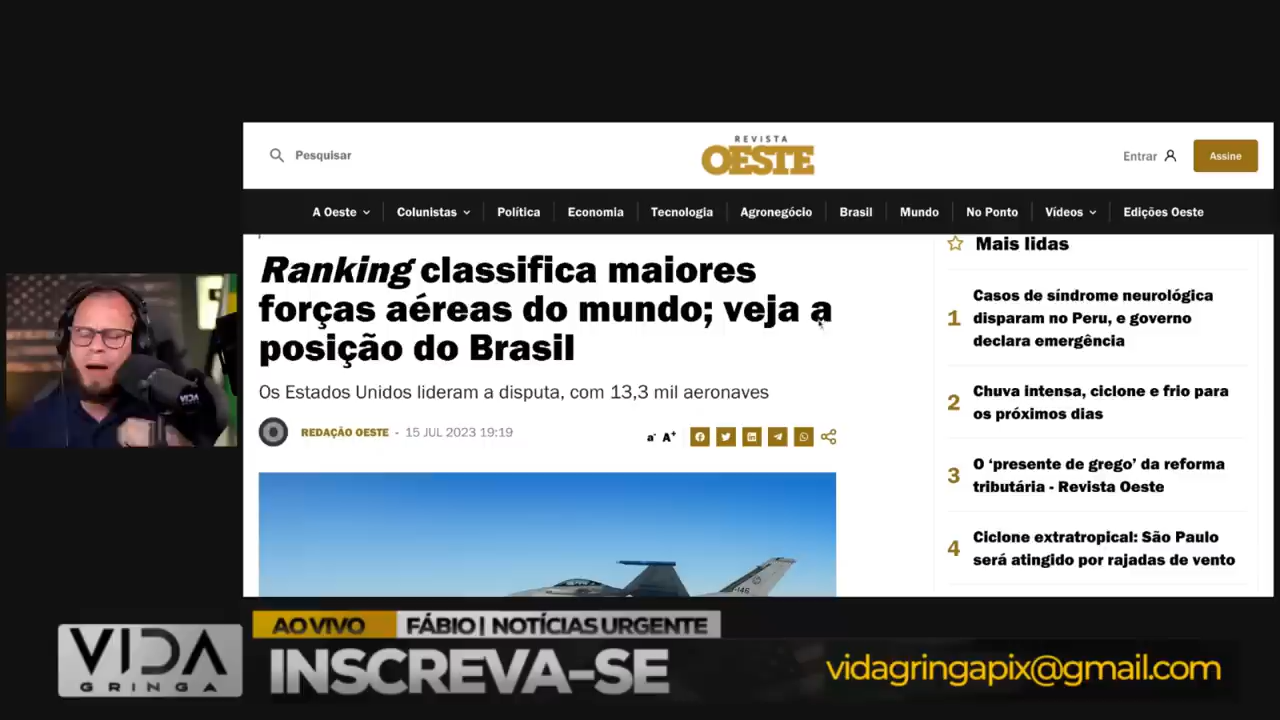 Pesquisar
REVISTA
OESTE
Entrar
Assine
A Oeste
Colunistas
Política
Economia
Tecnologia
Agronegócio
Brasil
Mundo
No Ponto
Vídeos
Edições Oeste
Ranking classifica maiores
forças aéreas do mundo; veja a
posição do Brasil
Os Estados Unidos lideram a disputa, com 13,3 mil aeronaves
REDAÇÃO OESTE - 15 JUL 2023 19:19
a- A+
Mais lidas
1 Casos de síndrome neurológica
disparam no Peru, e governo
declara emergência
2 Chuva intensa, ciclone e frio para
os próximos dias
3 O ‘presente de grego’ da reforma
tributária - Revista Oeste
4 Ciclone extratropical: São Paulo
será atingido por rajadas de vento
VIDA
AO VIVO
FÁBIO | NOTÍCIAS URGENTE
VIDA
GRINGA
INSCREVA-SE
vidagringapix@gmail.com